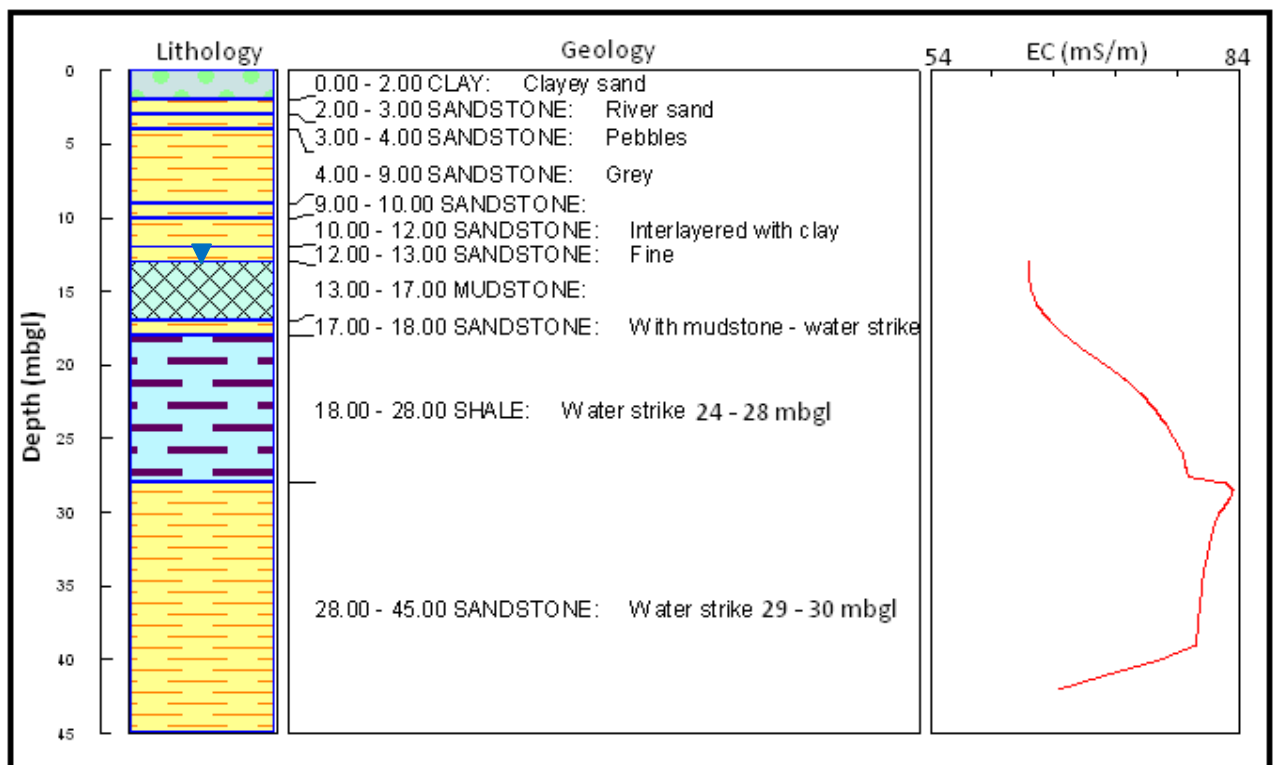 Lithology
Geology
54 EC (mS/m) 84
Depth (mbgl)
0
5
10
15
20
25
30
35
40
45
0.00 - 2.00 CLAY: Clayey sand
2.00 - 3.00 SANDSTONE: River sand
3.00 - 4.00 SANDSTONE: Pebbles
4.00 - 9.00 SANDSTONE: Grey
9.00 - 10.00 SANDSTONE:
10.00 - 12.00 SANDSTONE: Interlayered with clay
12.00 - 13.00 SANDSTONE: Fine
13.00 - 17.00 MUDSTONE:
17.00 - 18.00 SANDSTONE: With mudstone - water strike
18.00 - 28.00 SHALE: Water strike 24 - 28 mbgl
28.00 - 45.00 SANDSTONE: Water strike 29 - 30 mbgl